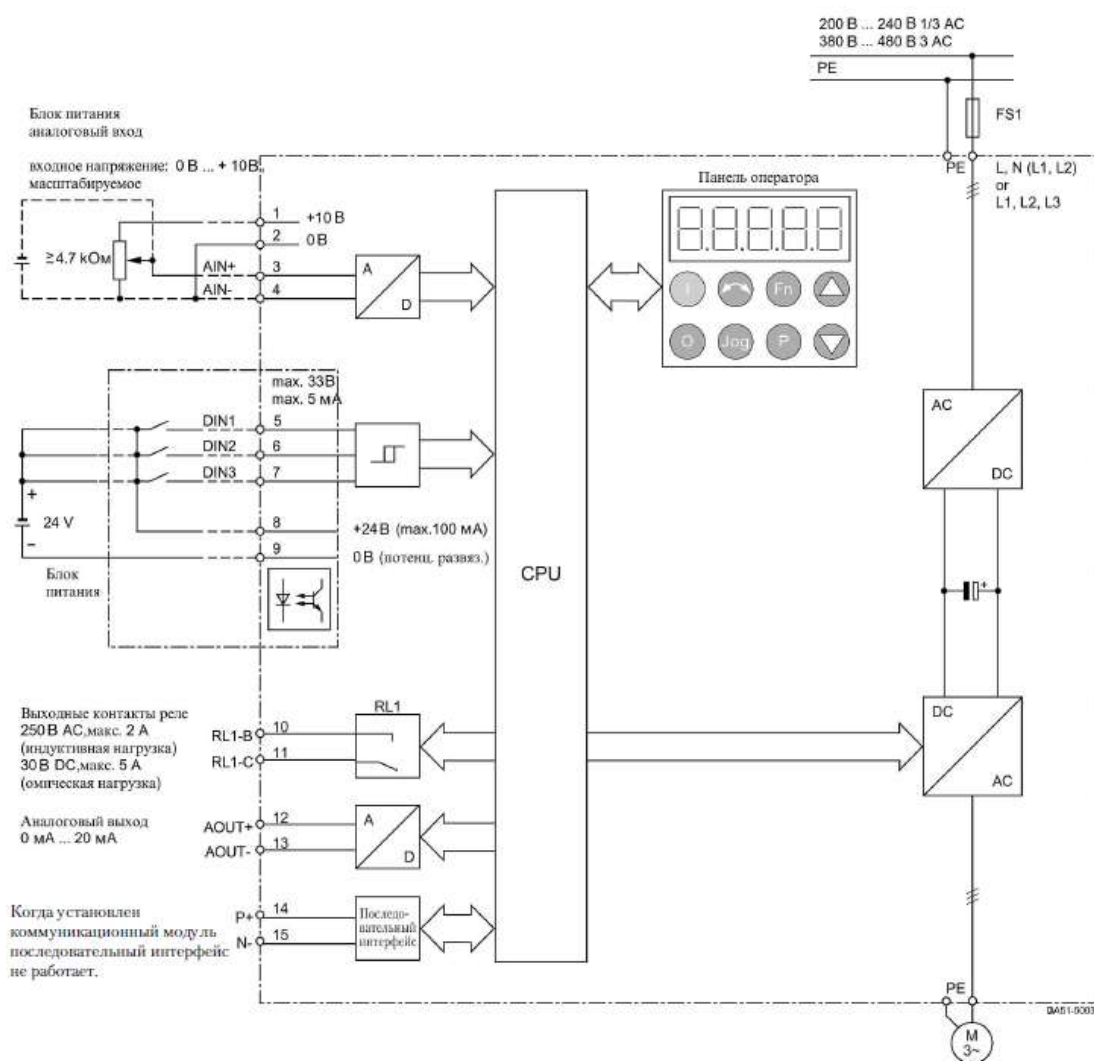 200 В ... 240 В 1/3 AC
380 В ... 480 В 3 AC
PE
FS1
Блок питания
аналоговый вход
входное напряжение: 0 В ... + 10В,
масштабируемое
PE
L, N (L1, L2)
or
L1, L2, L3
Панель оператора
1
+10 В
2
0 В
≥4.7 kОм
AIN+
3
AIN-
4
A
D
I
Fn
O
Jog
P
max. 33В
max. 5 мА
DIN1
5
DIN2
6
DIN3
7
+
24 V
–
8
+24 В (max.100 мА)
9
0 В (потенц. развяз.)
Блок
питания
CPU
AC
DC
+
DC
AC
Выходные контакты реле
250 В AC,макс. 2 А
(индуктивная нагрузка)
30 В DC,макс. 5 А
(омическая нагрузка)
RL1
RL1-B
10
RL1-C
11
Аналоговый выход
0 мА ... 20 мА
AOUT+
12
AOUT-
13
A
D
Когда установлен
коммуникационный модуль
последовательный интерфейс
не работает.
P+
14
N-
15
Последо-
вательный
интерфейс
PE
M
3~